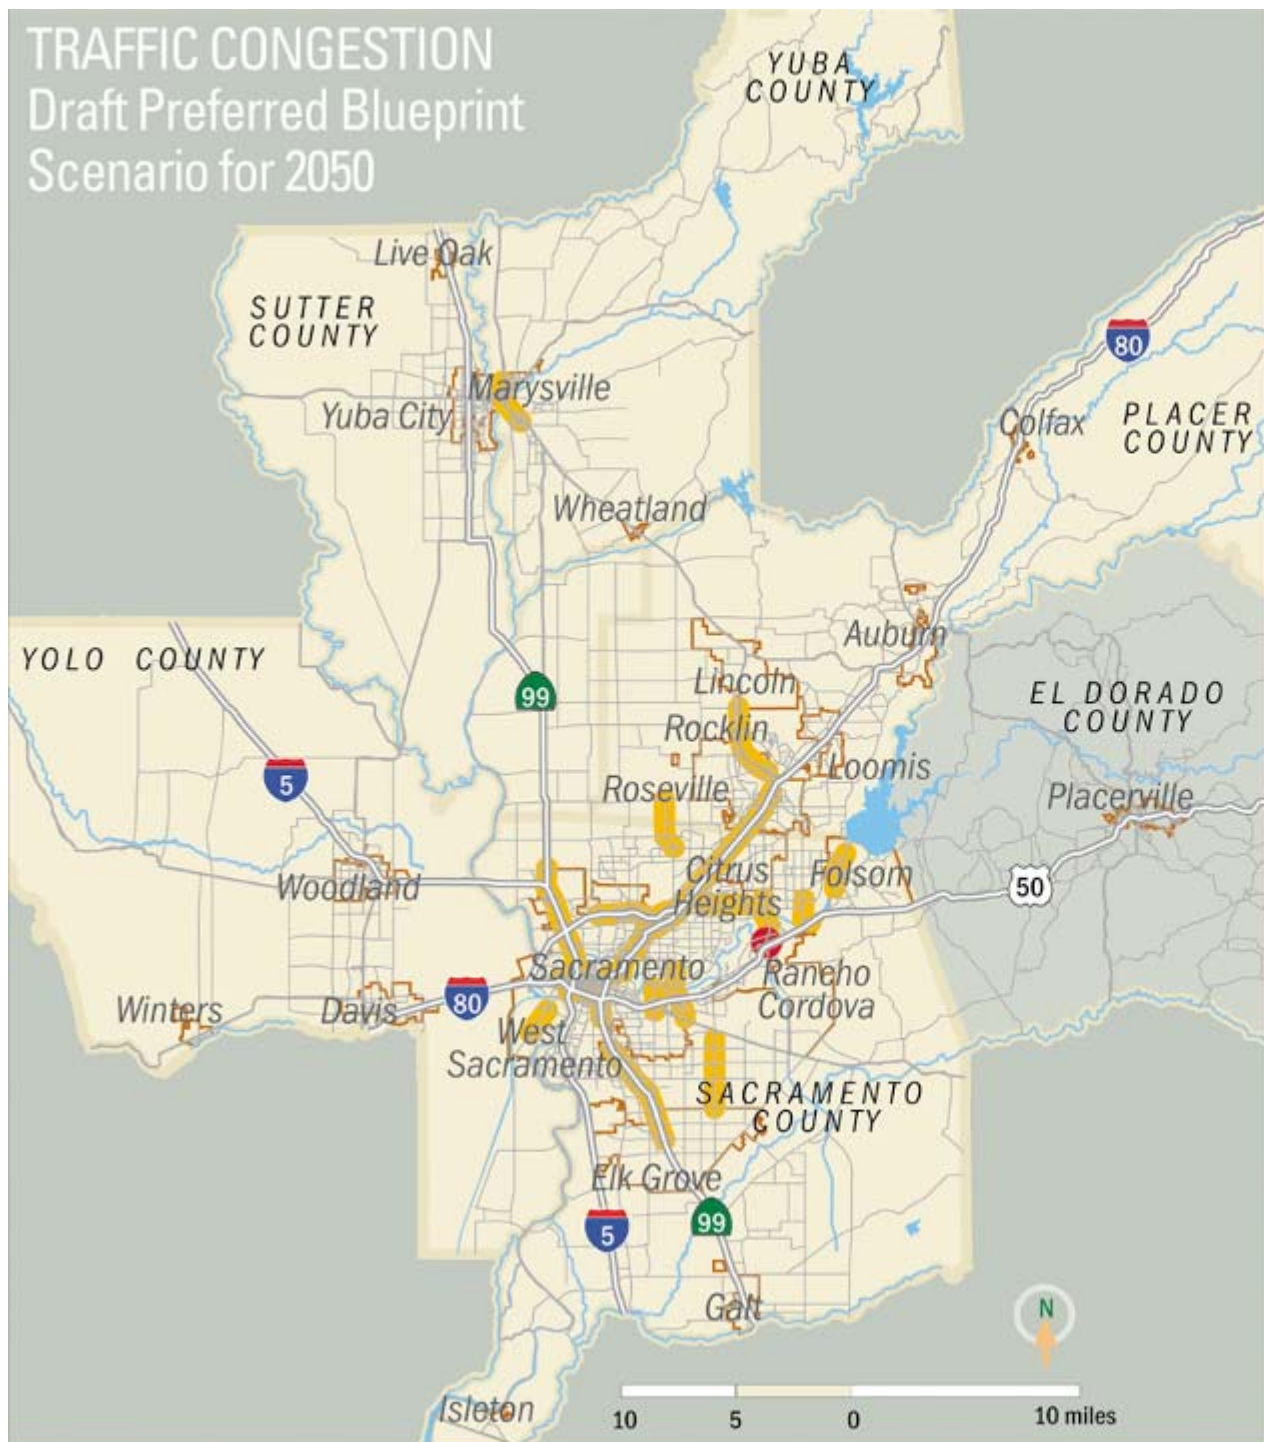 TRAFFIC CONGESTION
Draft Preferred Blueprint
Scenario for 2050
YUBA
COUNTY
Live Oak
SUTTER
COUNTY
80
Marysville
Yuba City
Colfax
PLACER
COUNTY
Wheatland
Auburn
YOLO COUNTY
99
Lincoln
EL DORADO
COUNTY
Rocklin
5
Loomis
Roseville
Placerville
Citrus
Heights
Folsom
Woodland
50
Sacramento
Rancho
Cordova
Winters
Davis
80
West
Sacramento
SACRAMENTO
COUNTY
Elk Grove
5
99
Galt
N
Isleton
10 5 0 10 miles